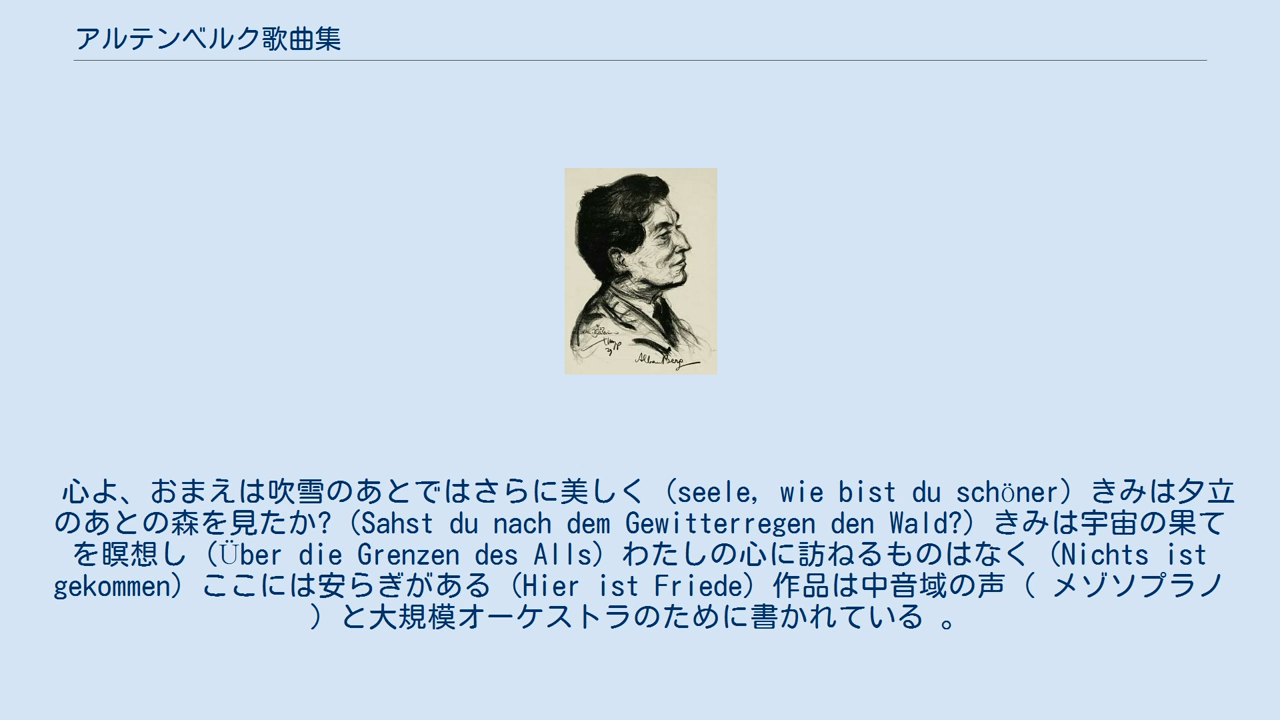 アルテンベルク歌曲集
Alban Berg
心よ、おまえは吹雪のあとではさらに美しく（seele, wie bist du schöner）きみは夕立
のあとの森を見たか?（Sahst du nach dem Gewitterregen den Wald?）きみは宇宙の果て
を瞑想し（Über die Grenzen des Alls）わたしの心に訪ねるものはなく（Nichts ist
gekommen）ここには安らぎがある（Hier ist Friede）作品は中音域の声（ メゾソプラノ
）と大規模オーケストラのために書かれている 。